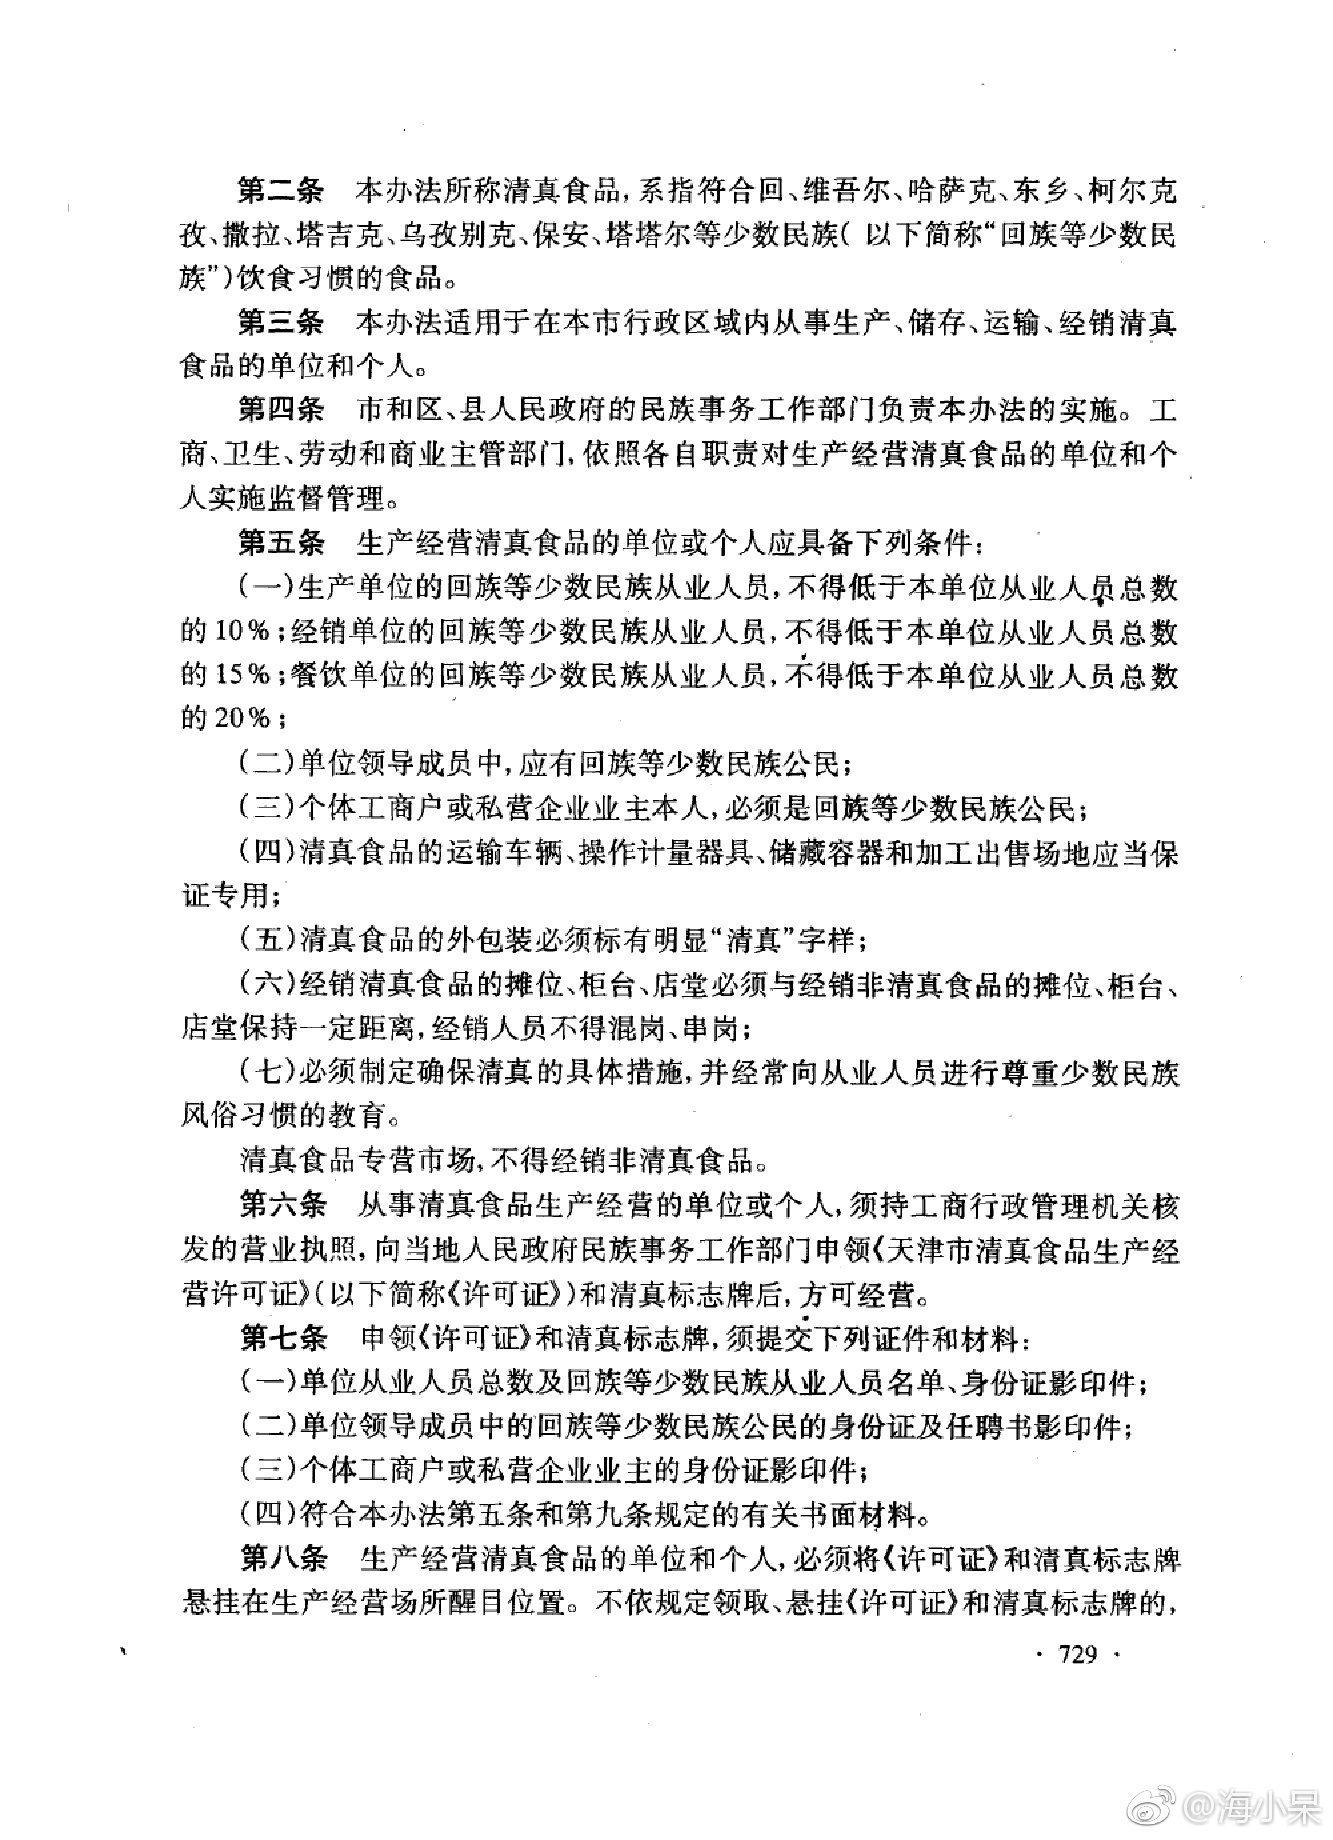 第二条　本办法所称清真食品,系指符合回、维吾尔、哈萨克、东乡、柯尔克
孜、撒拉、塔吉克、乌孜别克、保安、塔塔尔等少数民族(以下简称“回族等少数民
族”)饮食习惯的食品。
第三条　本办法适用于在本市行政区域内从事生产、储存、运输、经销清真
食品的单位和个人。
第四条　市和区、县人民政府的民族事务工作部门负责本办法的实施。工
商、卫生、劳动和商业主管部门,依照各自职责对生产经营清真食品的单位和个
人实施监督管理。
第五条　生产经营清真食品的单位或个人应具备下列条件:
(一)生产单位的回族等少数民族从业人员,不得低于本单位从业人员总数
的10%;经销单位的回族等少数民族从业人员,不得低于本单位从业人员总数
的15%;餐饮单位的回族等少数民族从业人员,不得低于本单位从业人员总数
的20%;
(二)单位领导成员中,应有回族等少数民族公民;
(三)个体工商户或私营企业业主本人,必须是回族等少数民族公民;
(四)清真食品的运输车辆、操作计量器具、储藏容器和加工出售场地应当保
证专用;
(五)清真食品的外包装必须标有明显“清真”字样;
(六)经销清真食品的摊位、柜台、店堂必须与经销非清真食品的摊位、柜台、
店堂保持一定距离,经销人员不得混岗、串岗;
(七)必须制定确保清真的具体措施,并经常向从业人员进行尊重少数民族
风俗习惯的教育。
清真食品专营市场,不得经销非清真食品。
第六条　从事清真食品生产经营的单位或个人,须持工商行政管理机关核
发的营业执照,向当地人民政府民族事务工作部门申领《天津市清真食品生产经
营许可证》(以下简称《许可证》)和清真标志牌后,方可经营。
第七条　申领《许可证》和清真标志牌,须提交下列证件和材料:
(一)单位从业人员总数及回族等少数民族从业人员名单、身份证影印件;
(二)单位领导成员中的回族等少数民族公民的身份证及任聘书影印件;
(三)个体工商户或私营企业业主的身份证影印件;
(四)符合本办法第五条和第九条规定的有关书面材料。
第八条　生产经营清真食品的单位和个人,必须将《许可证》和清真标志牌
悬挂在生产经营场所醒目位置。不依规定领取、悬挂《许可证》和清真标志牌的,
· 729 ·
@海小呆